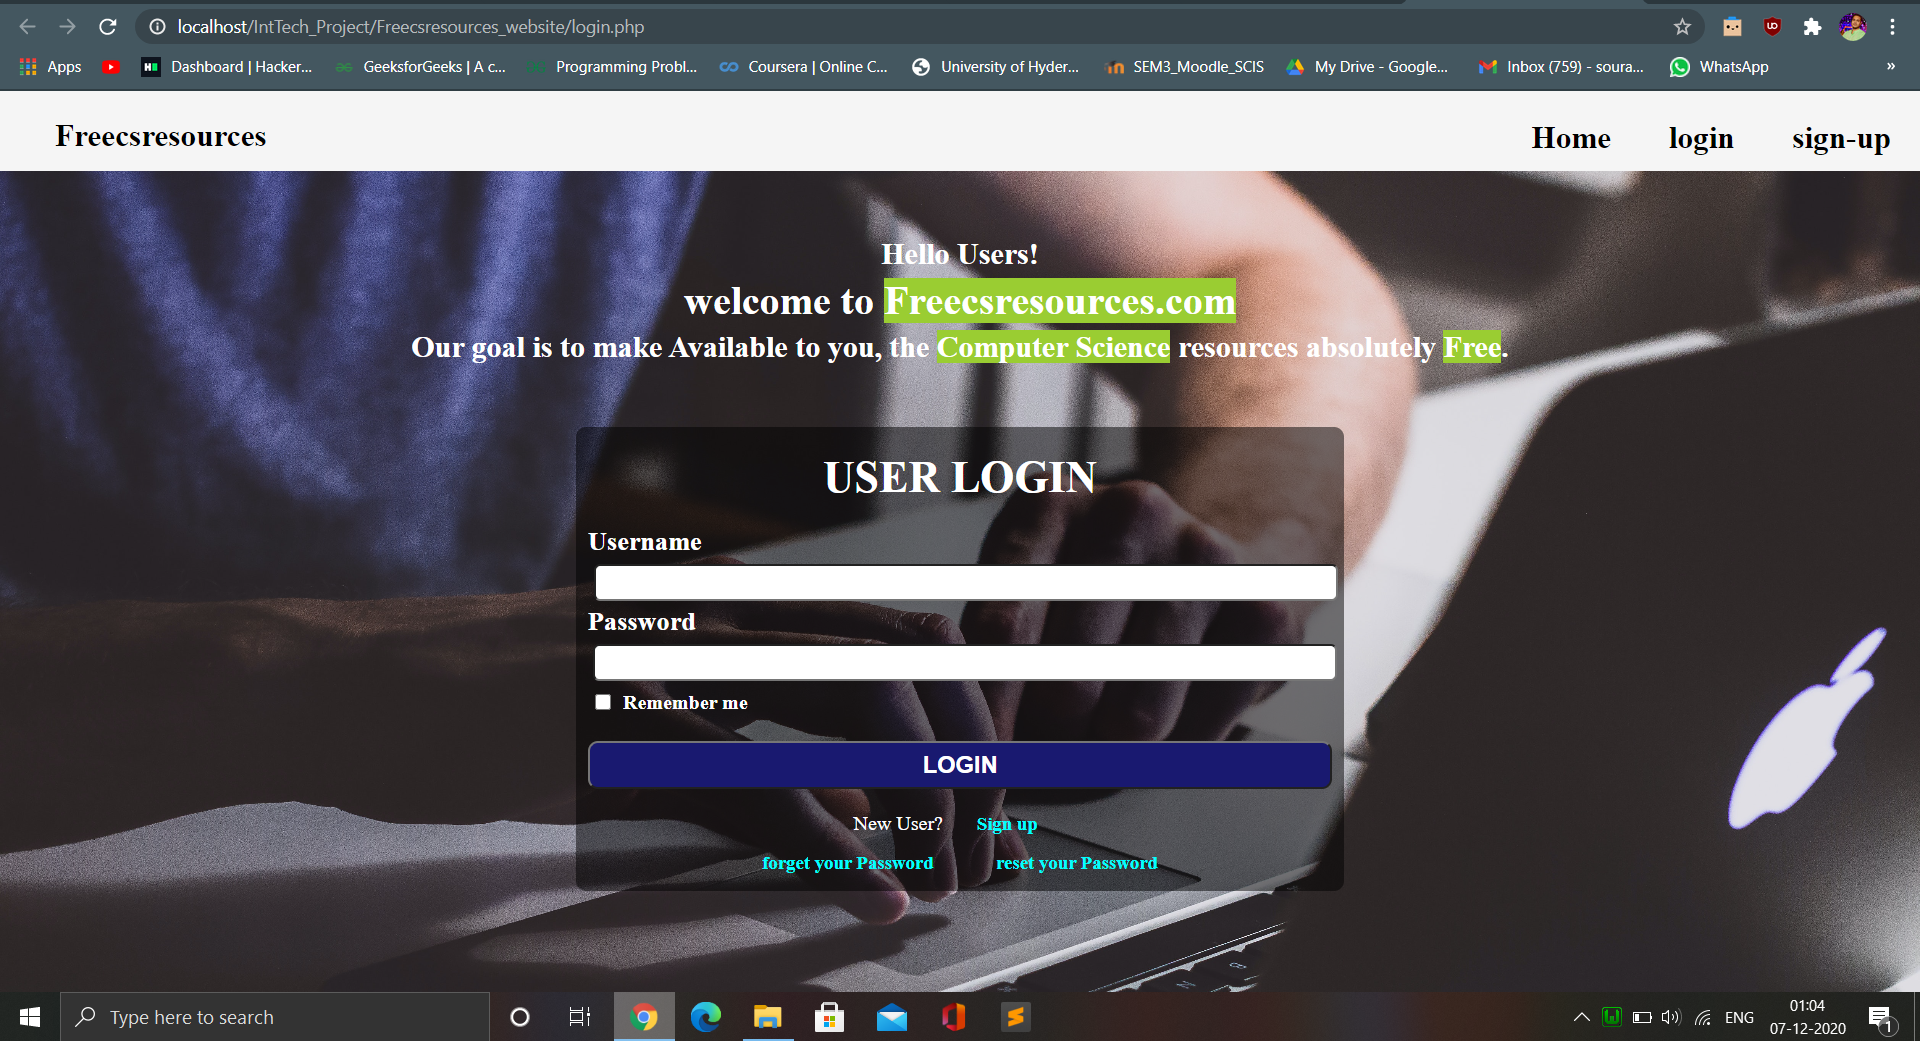 localhost/IntTech_Project/Freecsresources_website/login.php
Apps Dashboard | Hacker... GeeksforGeeks | A c... Programming Probl... Coursera | Online C... University of Hyder... SEM3_Moodle_SCIS My Drive - Google... Inbox (759) - soura... WhatsApp »
Freecsresources Home login sign-up
Hello Users!
welcome to Freecsresources.com
Our goal is to make Available to you, the Computer Science resources absolutely Free.
USER LOGIN
Username
Password
Remember me
LOGIN
New User? Sign up
forget your Password reset your Password
Type here to search
ENG
01:04
07-12-2020
1